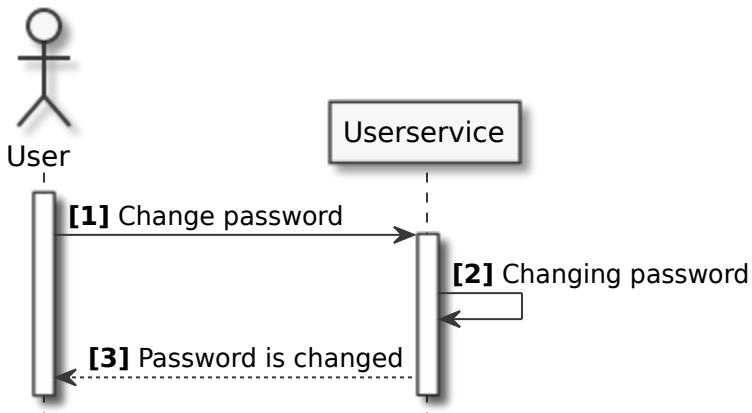 User
Userservice
[1] Change password
[2] Changing password
[3] Password is changed